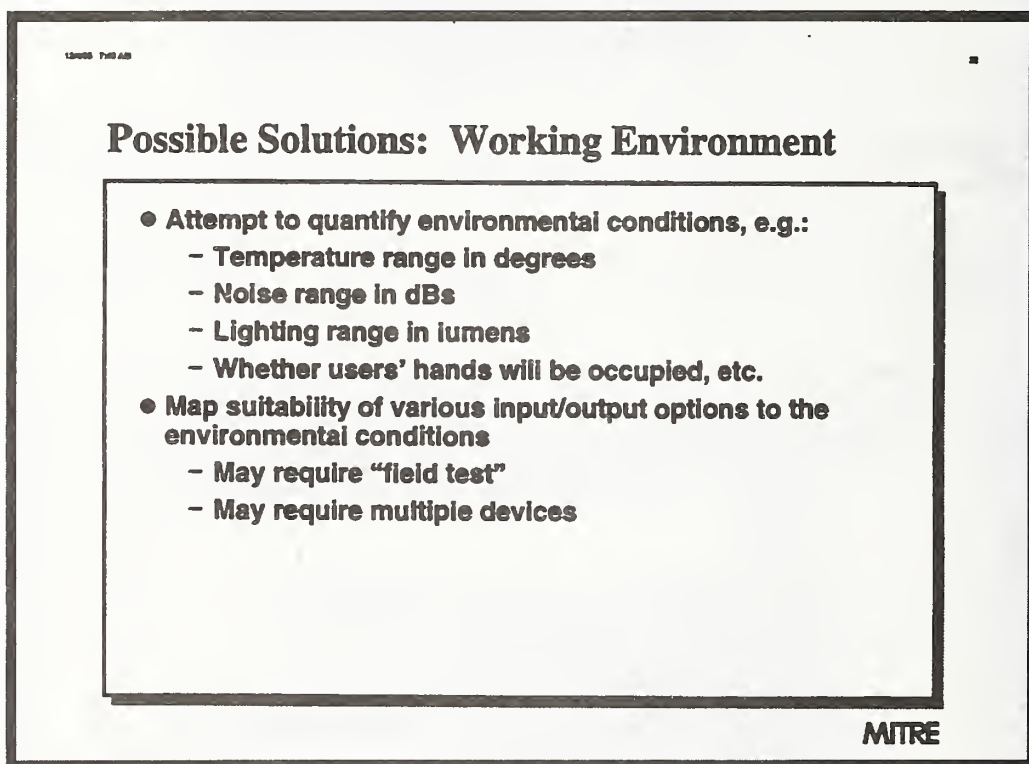 Possible Solutions: Working Environment
● Attempt to quantify environmental conditions, e.g.:
– Temperature range in degrees
– Noise range in dBs
– Lighting range in lumens
– Whether users' hands will be occupied, etc.
● Map suitability of various input/output options to the
environmental conditions
– May require “field test”
– May require multiple devices
MITRE